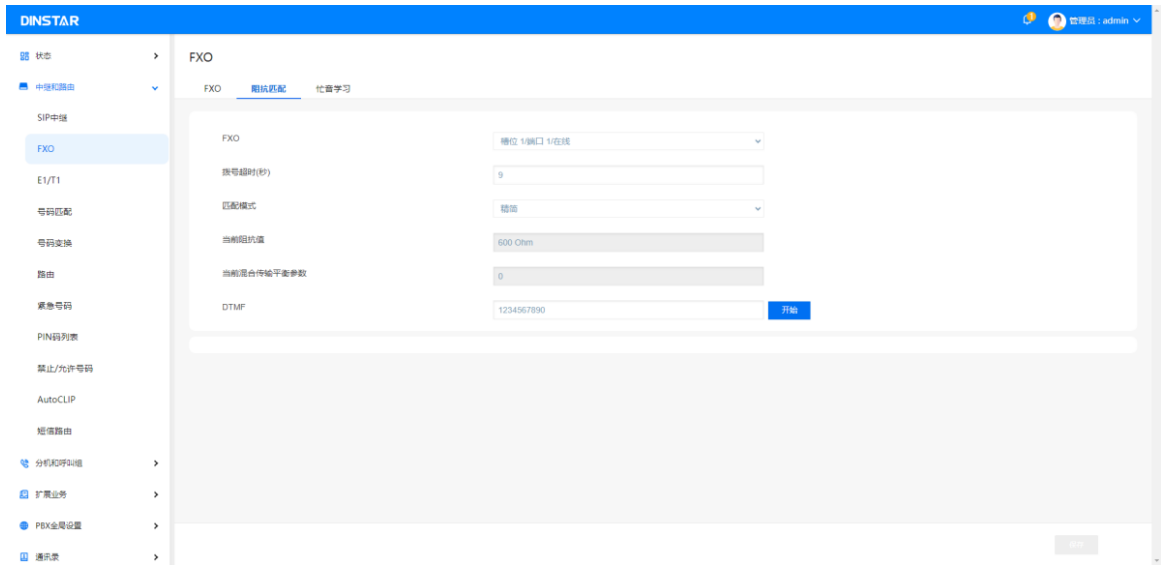 DINSTAR
管理员 : admin
状态
中继和路由
SIP中继
FXO
E1/T1
号码匹配
号码变换
路由
紧急号码
PIN码列表
禁止/允许号码
AutoCLIP
短信路由
分机和呼叫组
扩展业务
PBX全局设置
通讯录
FXO
FXO 阻抗匹配 忙音学习
FXO 槽位 1/端口 1/在线
拨号超时(秒) 9
匹配模式 精简
当前阻抗值 600 Ohm
当前混合传输平衡参数 0
DTMF 1234567890 开始
保存